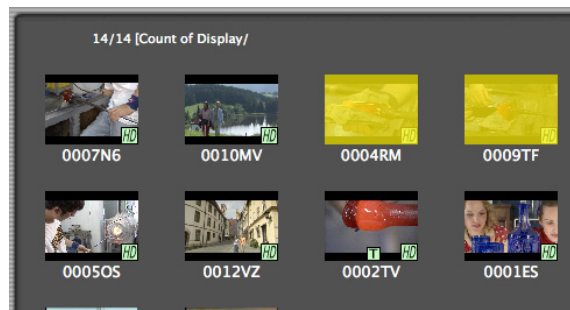 14/14 [Count of Display/
HD HD HD HD
0007N6 0010MV 0004RM 0009TF
HD HD T HD HD
0005OS 0012VZ 0002TV 0001ES